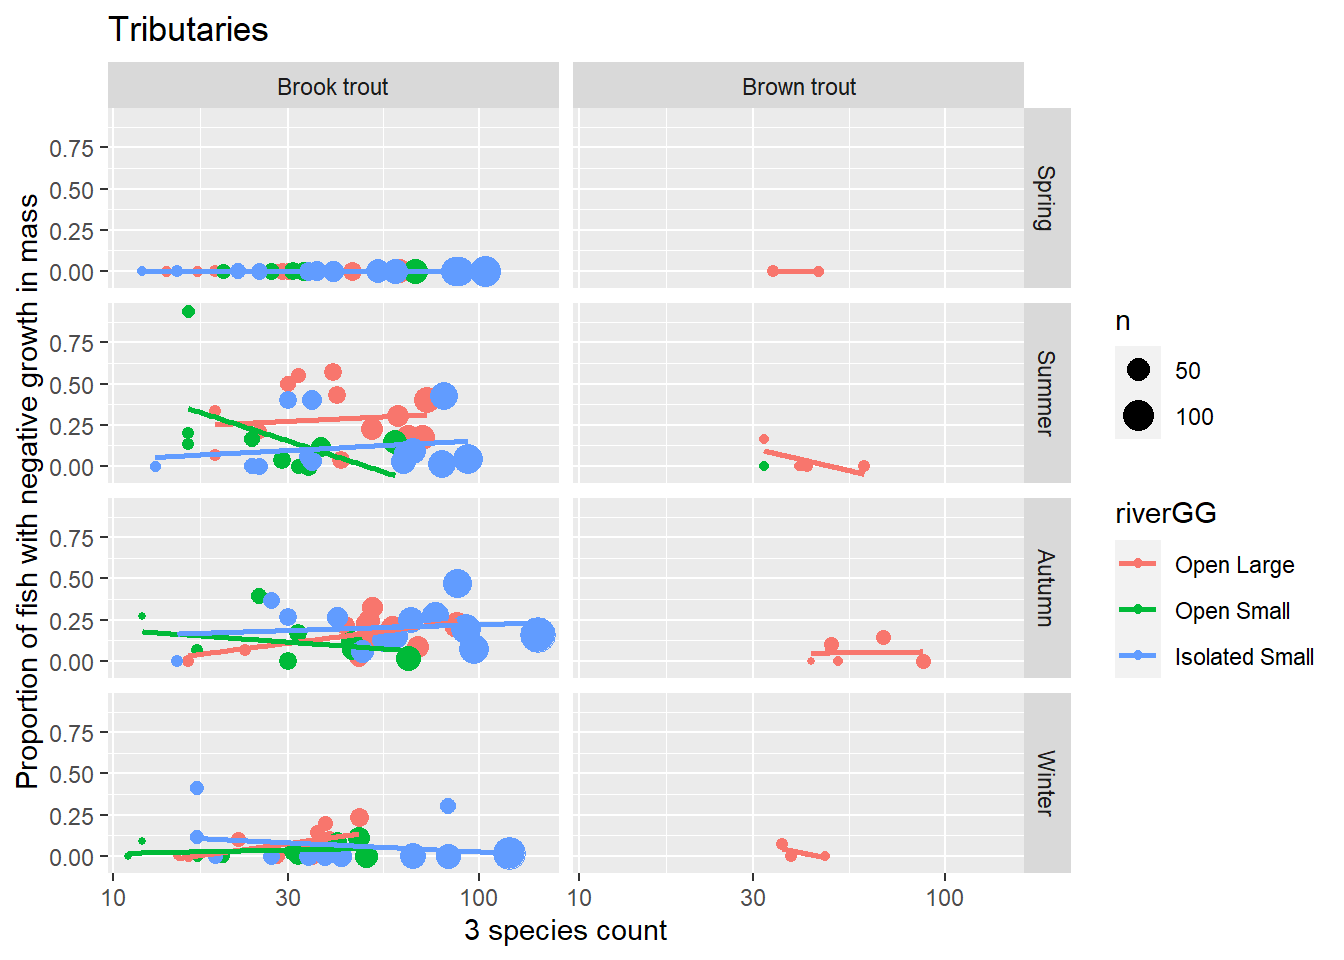 Tributaries
Brook trout
Brown trout
Proportion of fish with negative growth in mass
0.75
0.50
0.25
0.00
Spring
0.75
0.50
0.25
0.00
Summer
0.75
0.50
0.25
0.00
Autumn
0.75
0.50
0.25
0.00
Winter
10
30
100
10
30
100
3 species count
n
50
100
riverGG
Open Large
Open Small
Isolated Small